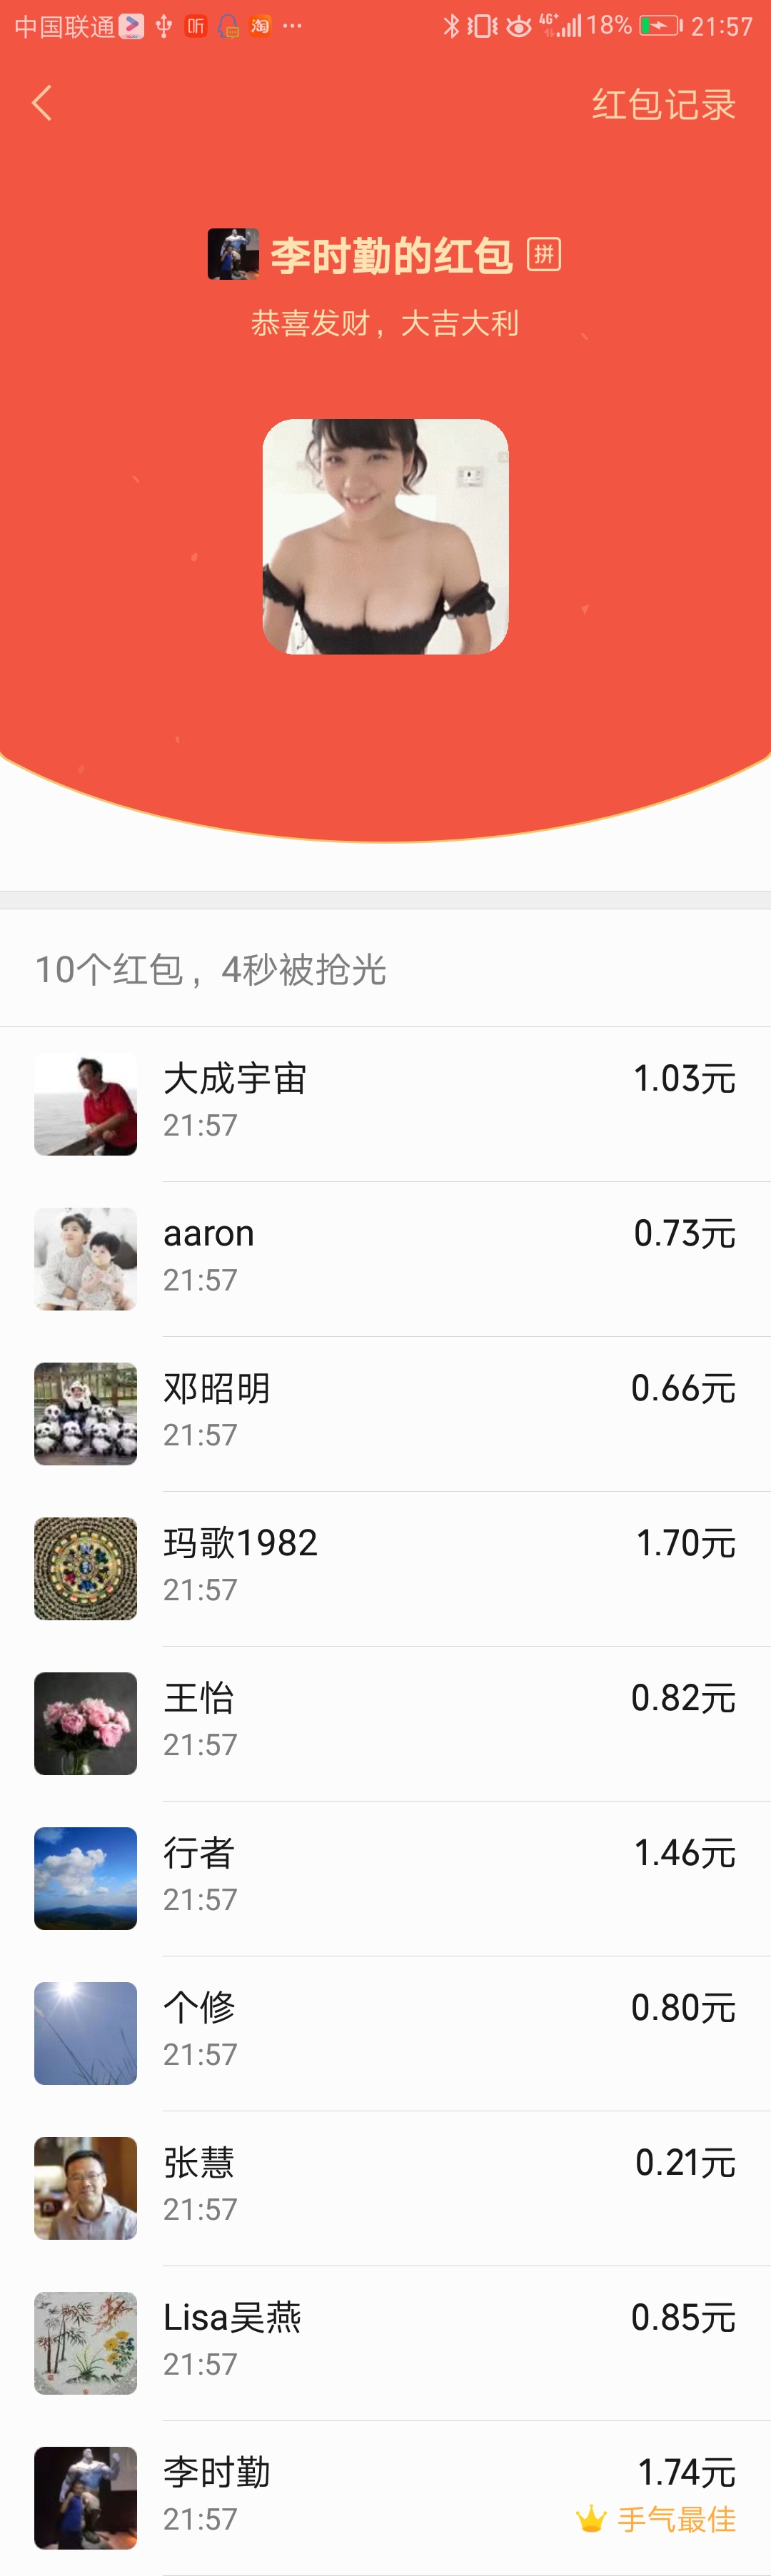 中国联通 听 淘 ... 4G+ 18% 21:57
红包记录
李时勤的红包 拼
恭喜发财，大吉大利
10个红包，4秒被抢光
大成宇宙 1.03元
21:57
aaron 0.73元
21:57
邓昭明 0.66元
21:57
玛歌1982 1.70元
21:57
王怡 0.82元
21:57
行者 1.46元
21:57
个修 0.80元
21:57
张慧 0.21元
21:57
Lisa吴燕 0.85元
21:57
李时勤 1.74元
21:57 手气最佳